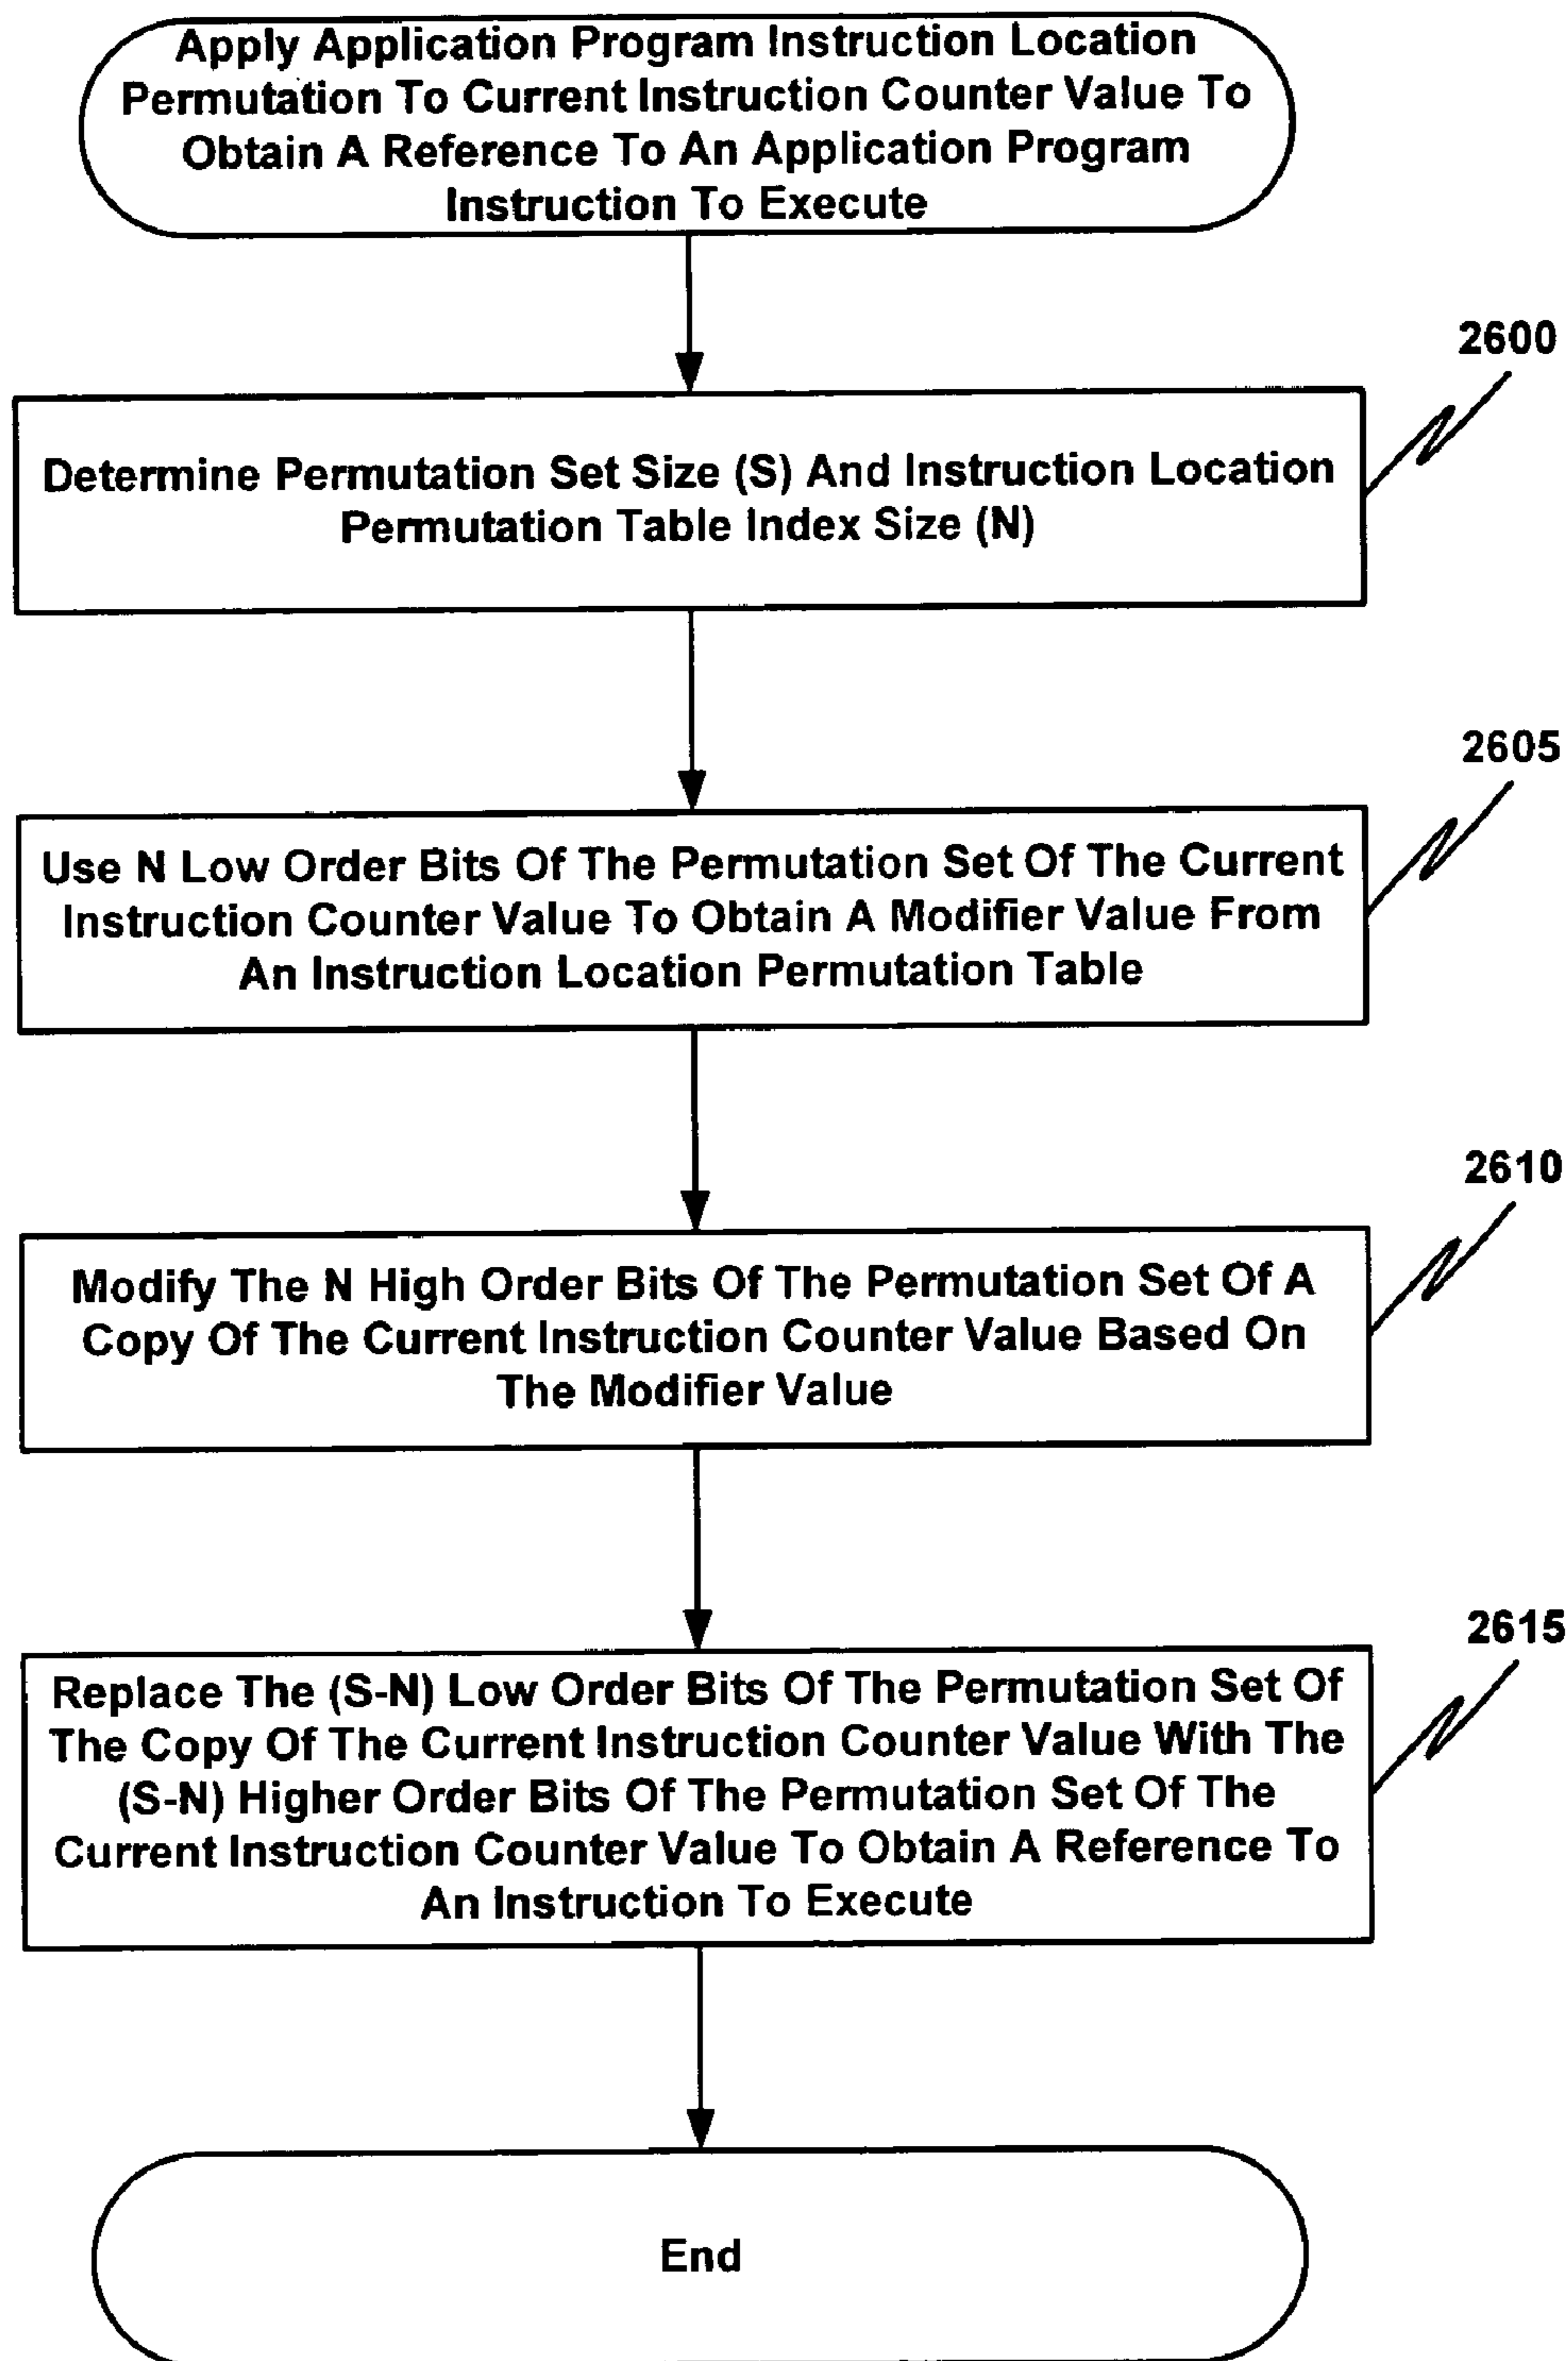 Apply Application Program Instruction Location
Permutation To Current Instruction Counter Value To
Obtain A Reference To An Application Program
Instruction To Execute
2600
Determine Permutation Set Size (S) And Instruction Location
Permutation Table Index Size (N)
2605
Use N Low Order Bits Of The Permutation Set Of The Current
Instruction Counter Value To Obtain A Modifier Value From
An Instruction Location Permutation Table
2610
Modify The N High Order Bits Of The Permutation Set Of A
Copy Of The Current Instruction Counter Value Based On
The Modifier Value
2615
Replace The (S-N) Low Order Bits Of The Permutation Set Of
The Copy Of The Current Instruction Counter Value With The
(S-N) Higher Order Bits Of The Permutation Set Of The
Current Instruction Counter Value To Obtain A Reference To
An Instruction To Execute
End